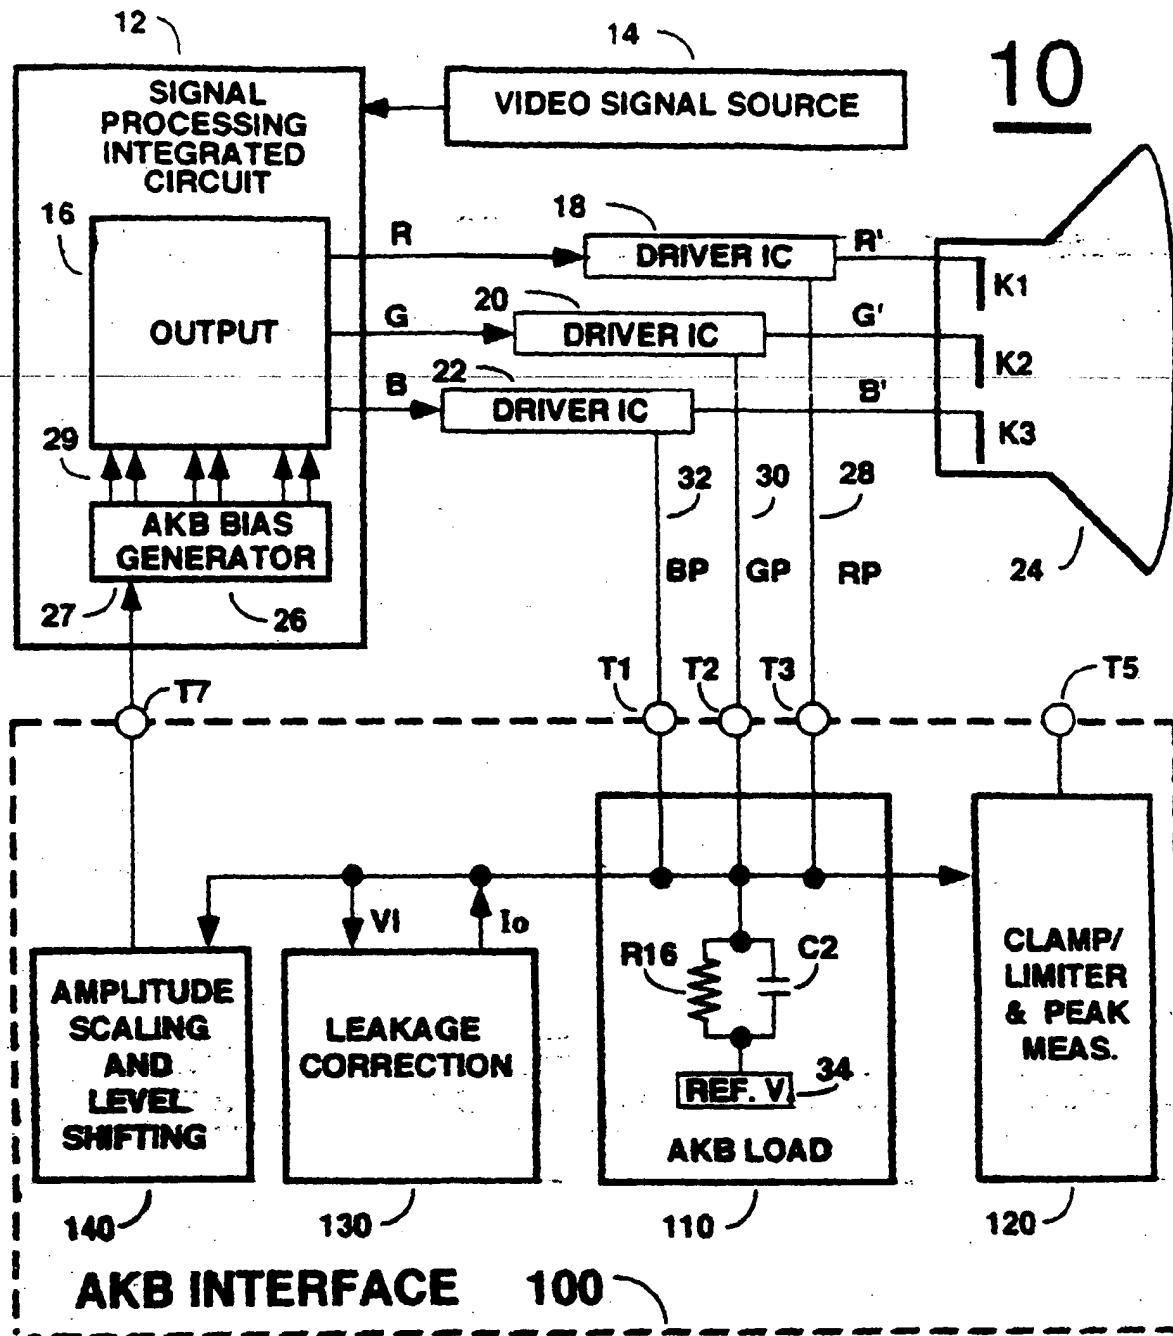 12
14
10
SIGNAL
PROCESSING
INTEGRATED
CIRCUIT
VIDEO SIGNAL SOURCE
16
OUTPUT
R
18
DRIVER IC
R'
K1
G
20
DRIVER IC
G'
K2
B
22
DRIVER IC
B'
K3
29
AKB BIAS
GENERATOR
27
26
32
30
28
BP
GP
RP
24
T7
T1
T2
T3
T5
VI
Io
R16
C2
REF. V.
34
AKB LOAD
AMPLITUDE
SCALING
AND
LEVEL
SHIFTING
LEAKAGE
CORRECTION
CLAMP/
LIMITER
& PEAK
MEAS.
140
130
110
120
AKB INTERFACE 100